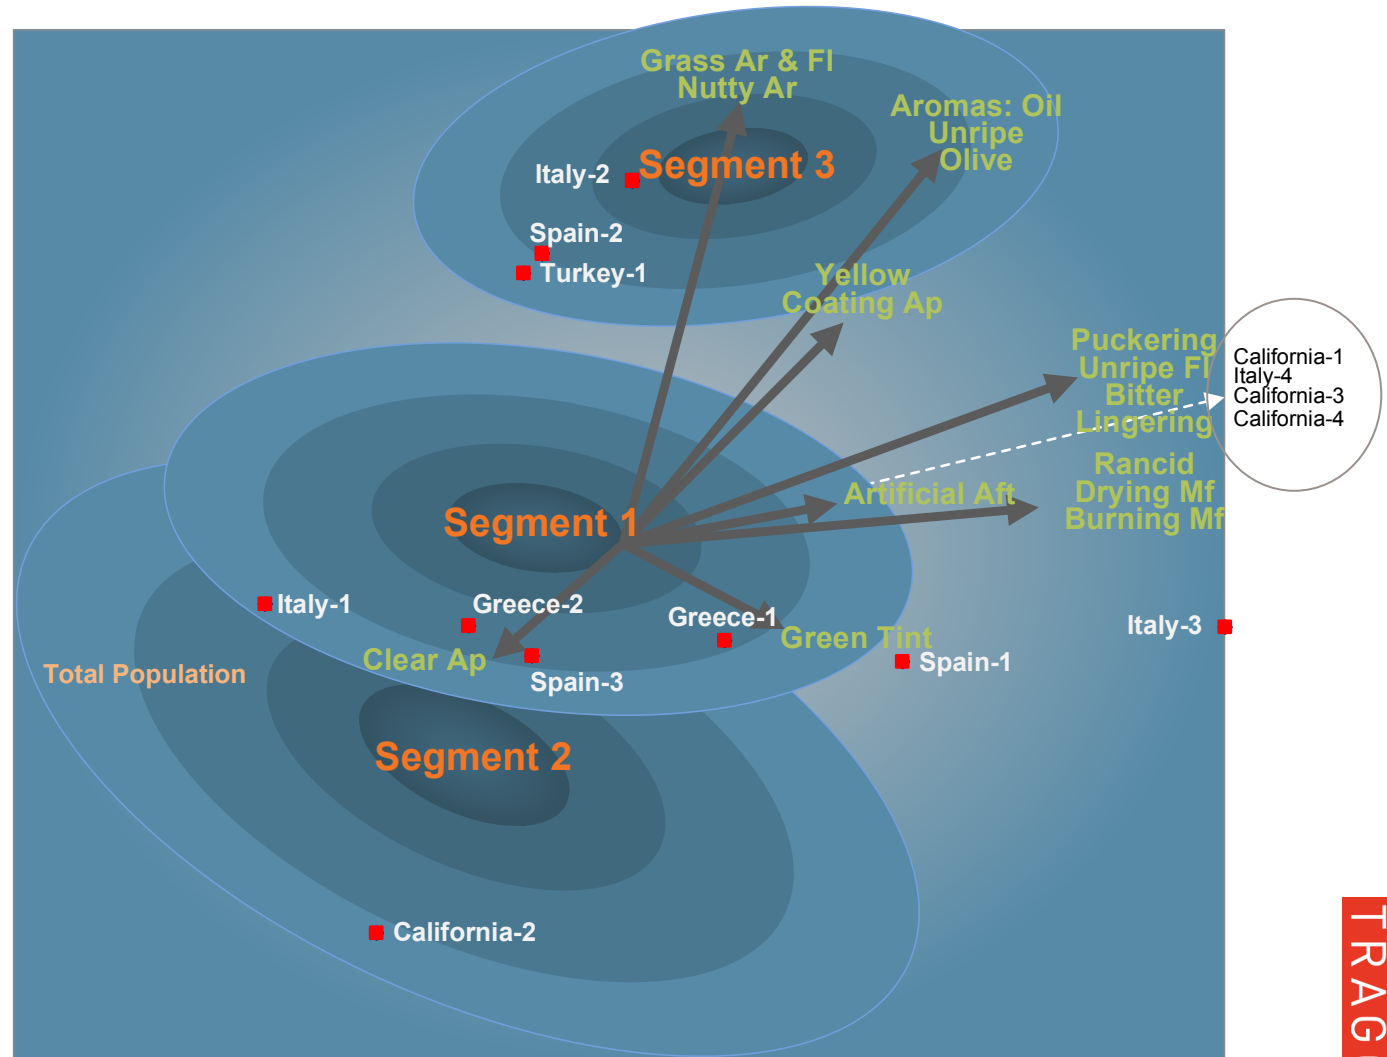 Grass Ar & Fl
Nutty Ar
Aromas: Oil
Unripe
Olive
Segment 3
Italy-2
Spain-2
Turkey-1
Yellow
Coating Ap
Puckering
Unripe Fl
Bitter
Lingering
California-1
Italy-4
California-3
California-4
Rancid
Drying Mf
Burning Mf
Artificial Aft
Segment 1
Italy-1
Greece-2
Greece-1
Green Tint
Italy-3
Clear Ap
Spain-3
Spain-1
Total Population
Segment 2
California-2
TRAG